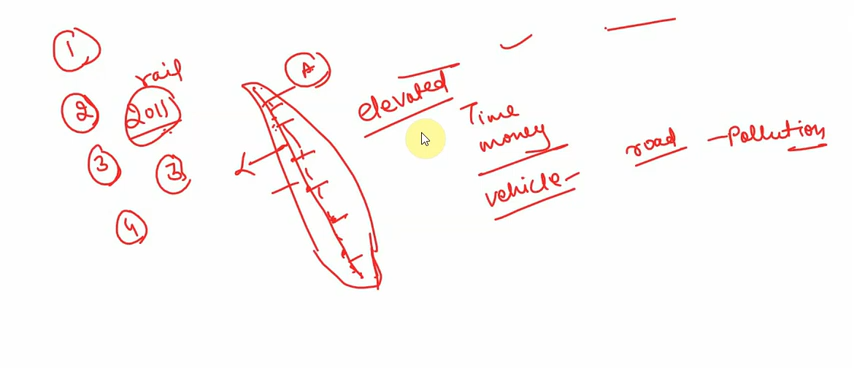 1
rail
2
2011
3
3
4
A
L
elevated
Time
money
vehicle-
road
-Pollution